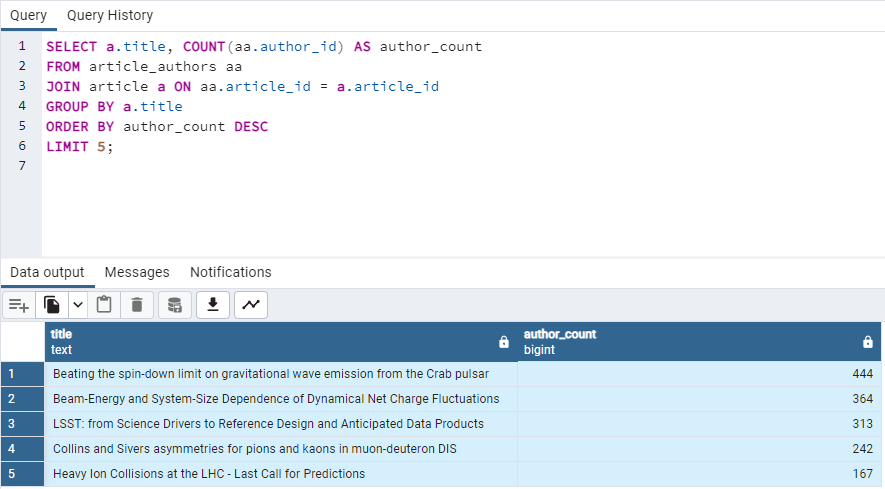 Query Query History
1 SELECT a.title, COUNT(aa.author_id) AS author_count
2 FROM article_authors aa
3 JOIN article a ON aa.article_id = a.article_id
4 GROUP BY a.title
5 ORDER BY author_count DESC
6 LIMIT 5;
7
Data output Messages Notifications
title author_count
text bigint
1 Beating the spin-down limit on gravitational wave emission from the Crab pulsar 444
2 Beam-Energy and System-Size Dependence of Dynamical Net Charge Fluctuations 364
3 LSST: from Science Drivers to Reference Design and Anticipated Data Products 313
4 Collins and Sivers asymmetries for pions and kaons in muon-deuteron DIS 242
5 Heavy Ion Collisions at the LHC - Last Call for Predictions 167